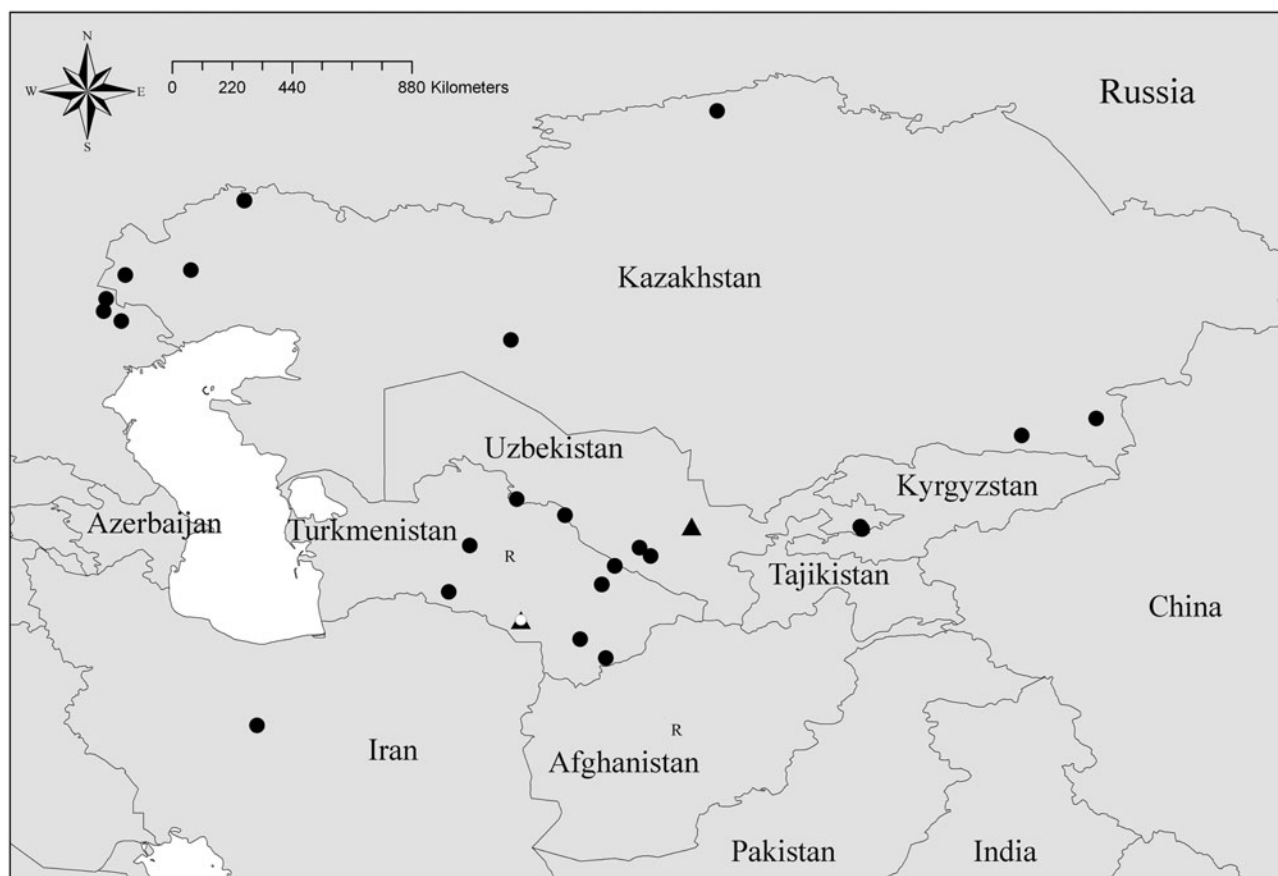 N
W E
S
0 220 440 880 Kilometers
Russia
Kazakhstan
Uzbekistan
Kyrgyzstan
Azerbaijan
Turkmenistan
R
Tajikistan
China
R
Iran
Afghanistan
Pakistan
India